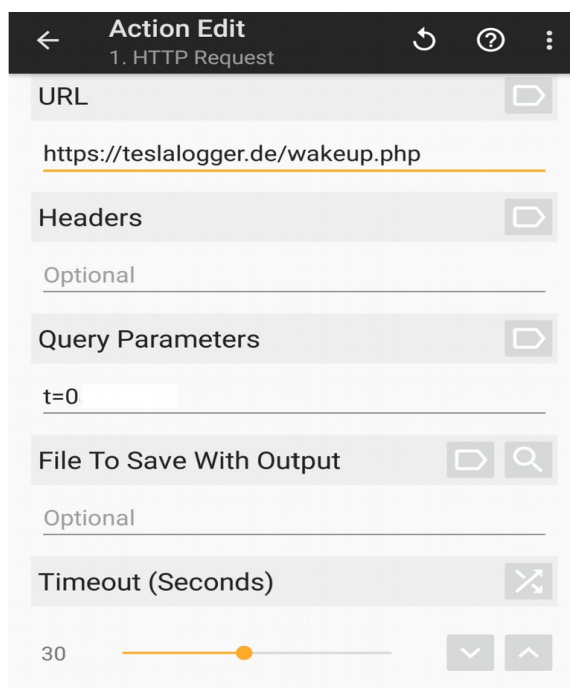 Action Edit
1. HTTP Request
URL
https://teslalogger.de/wakeup.php
Headers
Optional
Query Parameters
t=0
File To Save With Output
Optional
Timeout (Seconds)
30